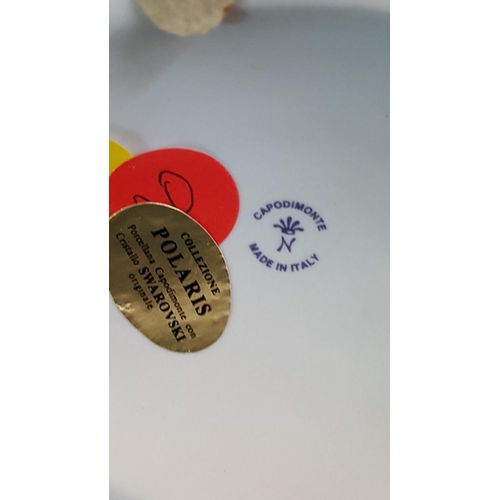 COLLEZIONE
POLARIS
Porcellana Capodimonte con
Cristallo SWAROVSKI
originale
CAPODIMONTE
N
MADE IN ITALY